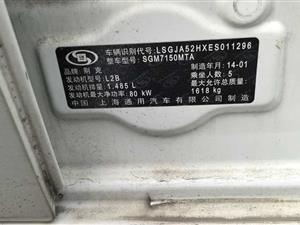 车辆识别代号: LSGJA52HXES011296
整车型号: SGM7150MTA
品牌: 别克 制造年月: 14-01
发动机型号: L2B 乘坐人数: 5
发动机排量: 1.485 L 最大允许总质量:
发动机最大净功率: 80 kW 1618 kg
中国 上海通用汽车有限公司 制造